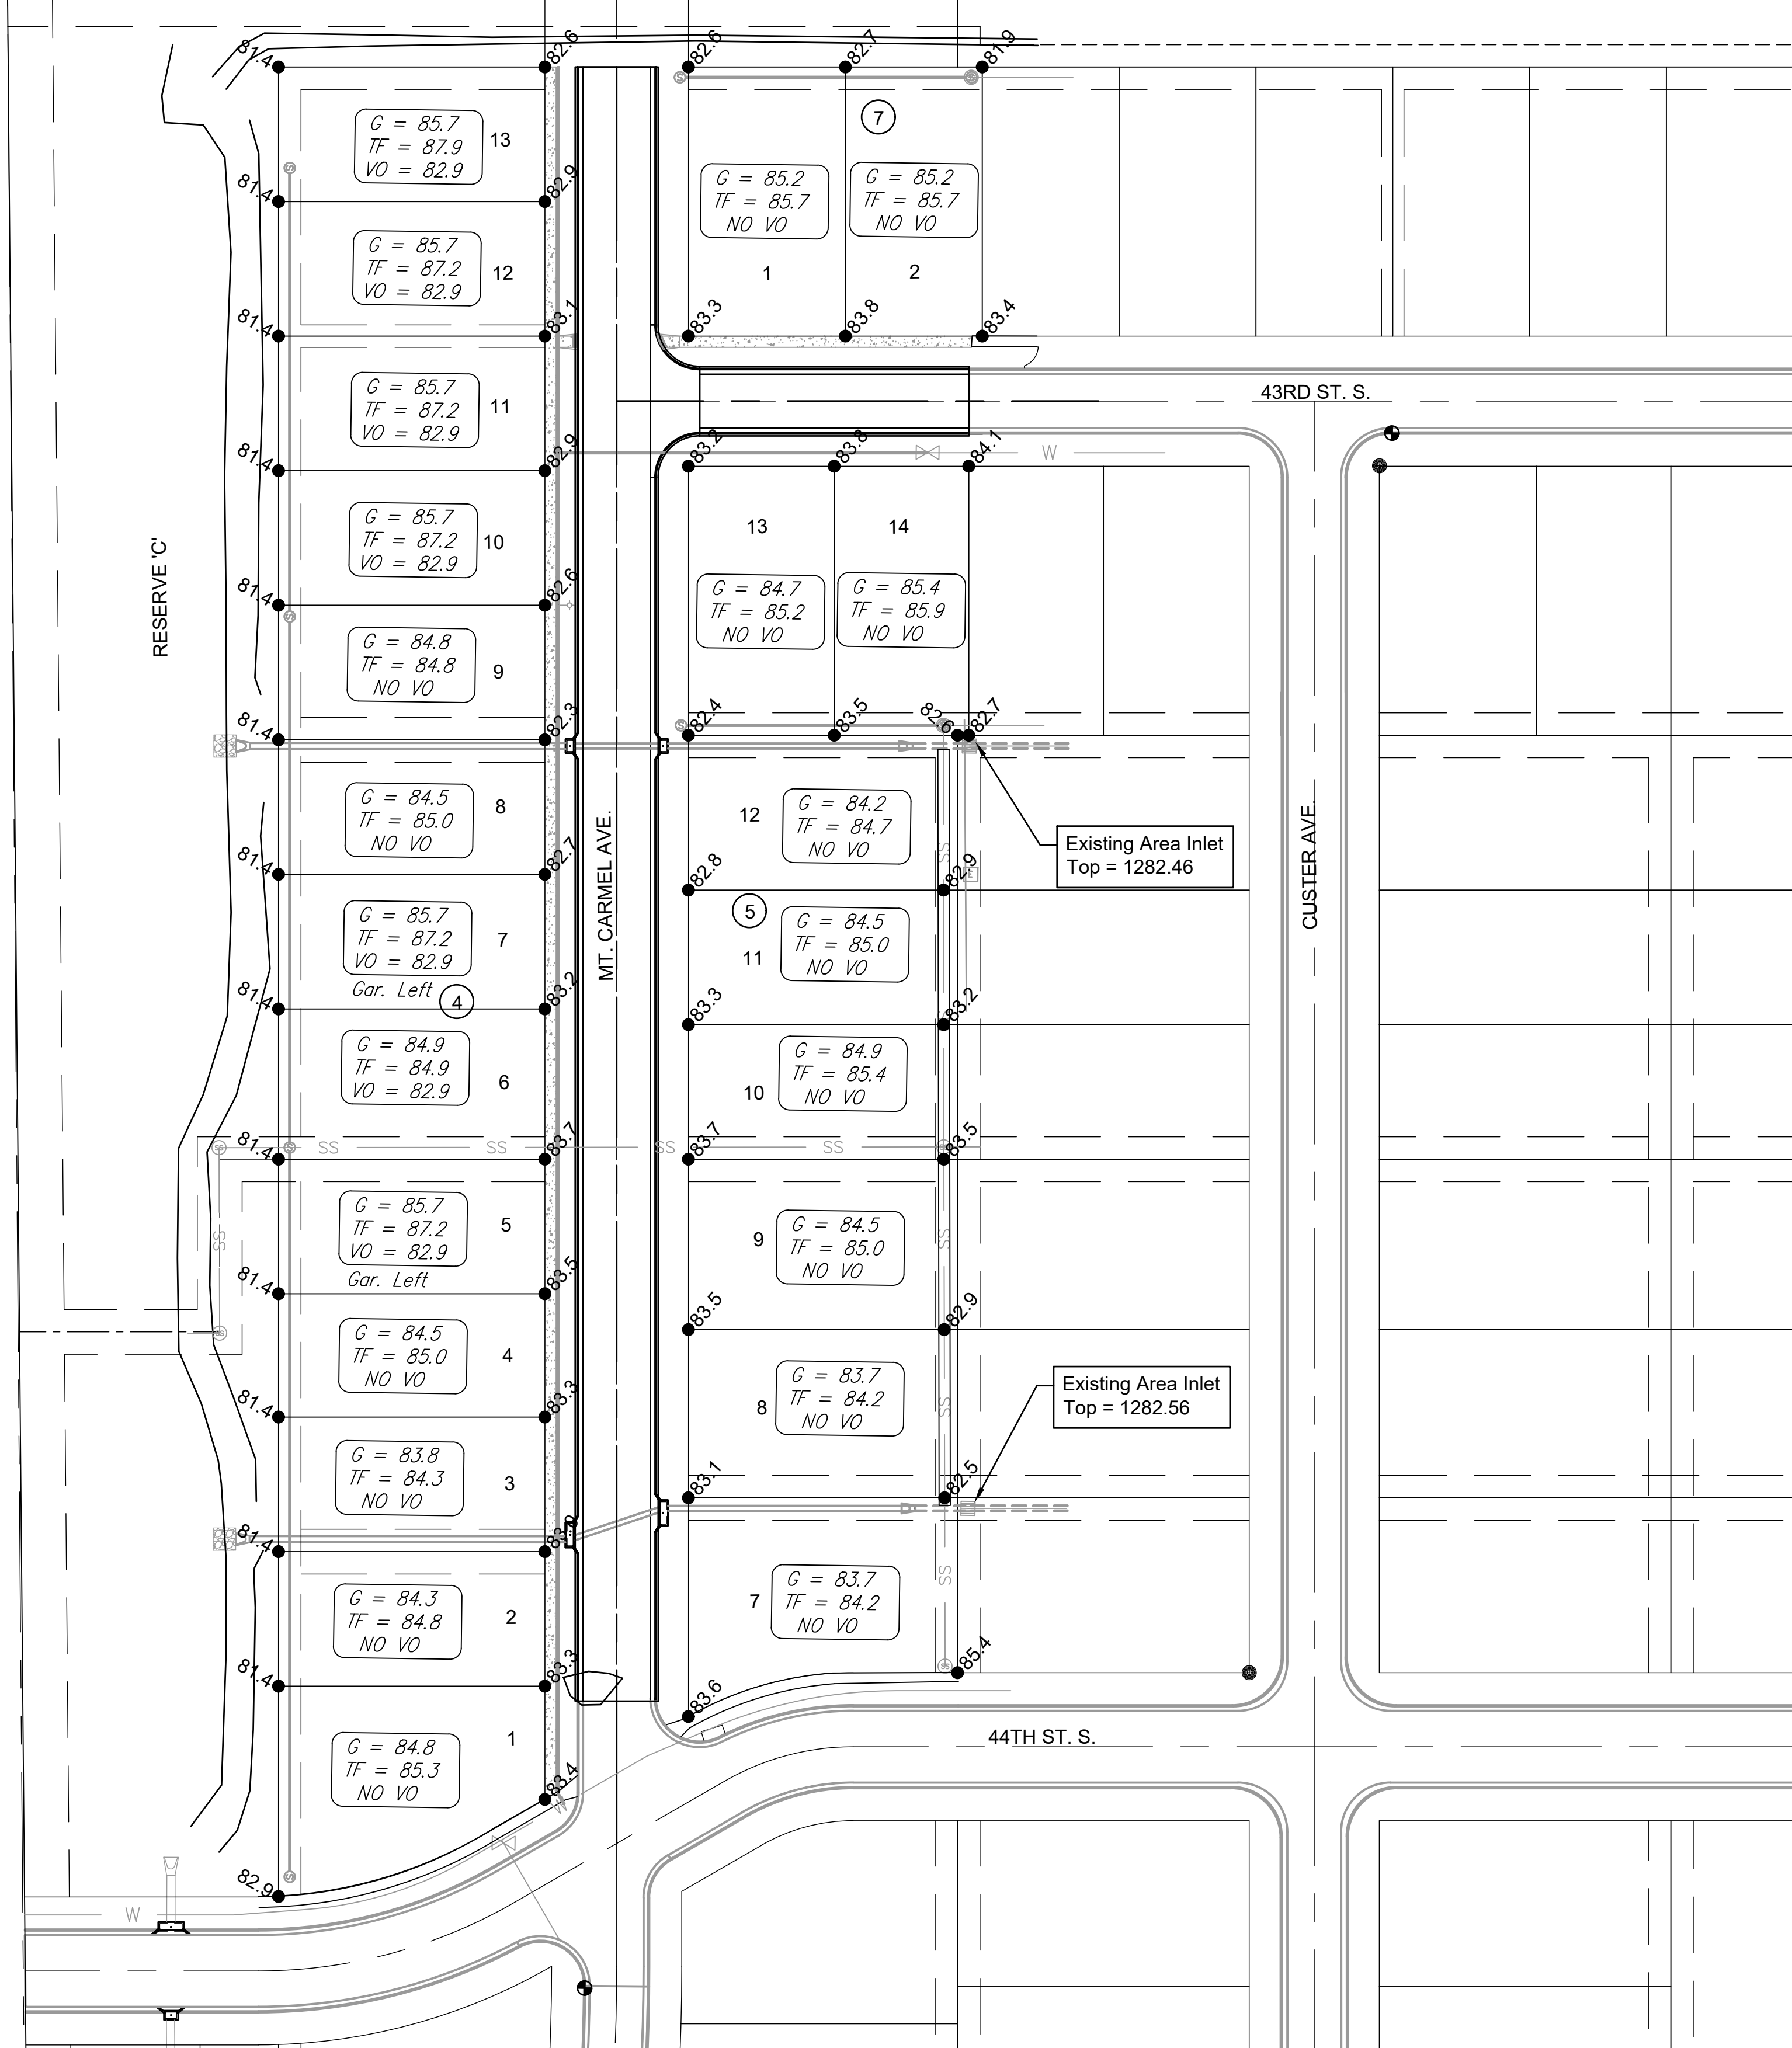 81.4
82.6
82.6
82.7
81.9
7
G = 85.7
TF = 87.9
VO = 82.9
13
S
S
S
81.4
82.9
G = 85.2
TF = 85.7
NO VO
1
G = 85.2
TF = 85.7
NO VO
2
G = 85.7
TF = 87.2
VO = 82.9
12
81.4
83.1
83.3
83.8
83.4
43RD ST. S.
G = 85.7
TF = 87.2
VO = 82.9
11
81.4
82.9
83.2
83.8
84.1
W
RESERVE 'C'
G = 85.7
TF = 87.2
VO = 82.9
10
13
G = 84.7
TF = 85.2
NO VO
14
G = 85.4
TF = 85.9
NO VO
81.4
82.6
S
G = 84.8
TF = 84.8
NO VO
9
81.4
82.3
S
82.4
83.5
82.6
82.7
G = 84.5
TF = 85.0
NO VO
8
MT. CARMEL AVE.
12
G = 84.2
TF = 84.7
NO VO
SS
Existing Area Inlet
Top = 1282.46
CUSTER AVE.
81.4
82.7
82.8
82.9
G = 85.7
TF = 87.2
VO = 82.9
Gar. Left
7
4
5
11
G = 84.5
TF = 85.0
NO VO
81.4
83.2
83.3
83.2
G = 84.9
TF = 84.9
VO = 82.9
6
10
G = 84.9
TF = 85.4
NO VO
SS
SS
SS
SS
SS
SS
81.4
S
83.7
83.7
83.5
G = 85.7
TF = 87.2
VO = 82.9
Gar. Left
5
SS
9
G = 84.5
TF = 85.0
NO VO
SS
81.4
83.5
83.5
82.9
SS
G = 84.5
TF = 85.0
NO VO
4
8
G = 83.7
TF = 84.2
NO VO
SS
Existing Area Inlet
Top = 1282.56
81.4
83.3
G = 83.8
TF = 84.3
NO VO
3
83.1
82.5
81.4
G = 84.3
TF = 84.8
NO VO
2
7
G = 83.7
TF = 84.2
NO VO
SS
SS
81.4
83.3
83.6
85.4
44TH ST. S.
G = 84.8
TF = 85.3
NO VO
1
83.4
W
S
82.9
W